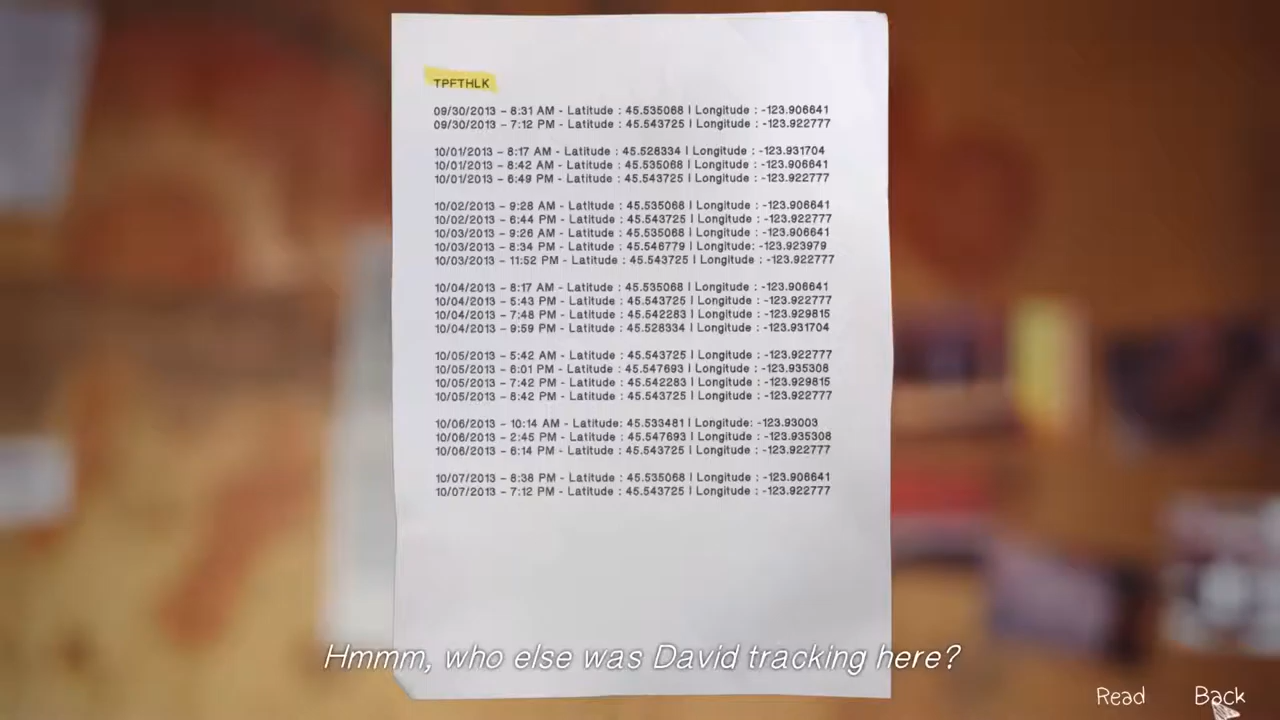 TPFTHLK
09/30/2013 – 8:31 AM - Latitude : 45.535068 | Longitude : -123.906641
09/30/2013 – 7:12 PM - Latitude : 45.543725 | Longitude : -123.922777
10/01/2013 – 8:17 AM - Latitude : 45.528334 | Longitude : -123.931704
10/01/2013 – 8:42 AM - Latitude : 45.535068 | Longitude : -123.906641
10/01/2013 – 6:49 PM - Latitude : 45.543725 | Longitude : -123.922777
10/02/2013 – 9:28 AM - Latitude : 45.535068 | Longitude : -123.906641
10/02/2013 – 6:44 PM - Latitude : 45.543725 | Longitude : -123.922777
10/03/2013 – 9:26 AM - Latitude : 45.535068 | Longitude : -123.906641
10/03/2013 – 8:34 PM - Latitude : 45.546779 | Longitude: -123.923979
10/03/2013 – 11:52 PM - Latitude : 45.543725 | Longitude : -123.922777
10/04/2013 – 8:17 AM - Latitude : 45.535068 | Longitude : -123.906641
10/04/2013 – 5:43 PM - Latitude : 45.543725 | Longitude : -123.922777
10/04/2013 – 7:48 PM - Latitude : 45.542283 | Longitude : -123.929815
10/04/2013 – 9:59 PM - Latitude : 45.528334 | Longitude : -123.931704
10/05/2013 – 5:42 AM - Latitude : 45.543725 | Longitude : -123.922777
10/05/2013 – 6:01 PM - Latitude : 45.547693 | Longitude : -123.935308
10/05/2013 – 7:42 PM - Latitude : 45.542283 | Longitude : -123.929815
10/05/2013 – 8:42 PM - Latitude : 45.543725 | Longitude : -123.922777
10/06/2013 – 10:14 AM - Latitude: 45.533481 | Longitude: -123.93003
10/06/2013 – 2:45 PM - Latitude : 45.547693 | Longitude : -123.935308
10/06/2013 – 6:14 PM - Latitude : 45.543725 | Longitude : -123.922777
10/07/2013 – 8:38 PM - Latitude : 45.535068 | Longitude : -123.906641
10/07/2013 – 7:12 PM - Latitude : 45.543725 | Longitude : -123.922777
Hmmm, who else was David tracking here?
Read
Back